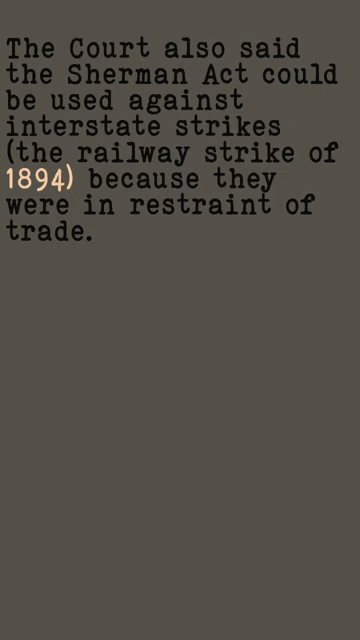 The Court also said
the Sherman Act could
be used against
interstate strikes
(the railway strike of
1894) because they
were in restraint of
trade.